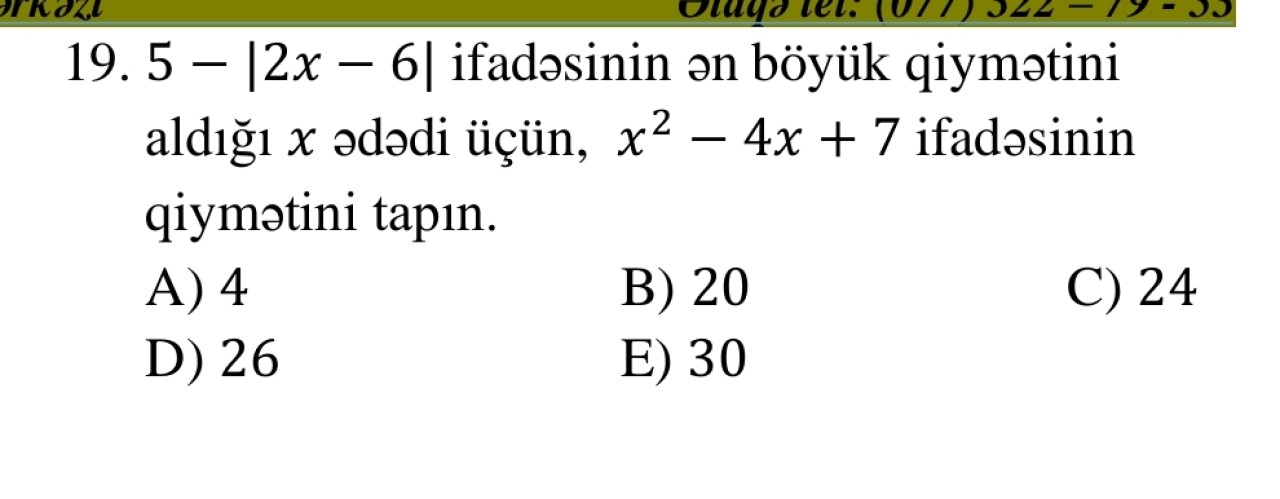 ərkəzi Əlaqə tel: (077) 322 – 79 - 33
19. 5 − |2x − 6| ifadəsinin ən böyük qiymətini
aldığı x ədədi üçün, x² − 4x + 7 ifadəsinin
qiymətini tapın.
A) 4 B) 20 C) 24
D) 26 E) 30